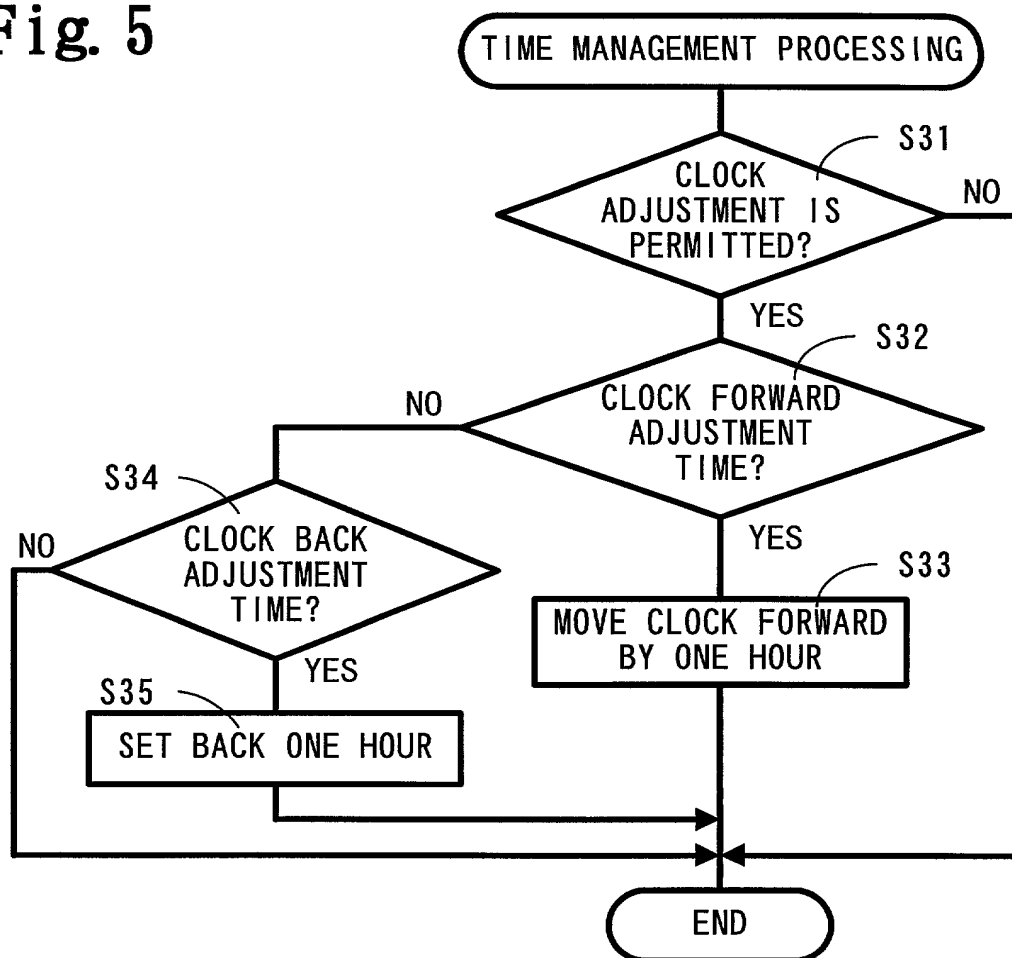 Fig. 5
TIME MANAGEMENT PROCESSING
S31
CLOCK
ADJUSTMENT IS
PERMITTED?
NO
YES
S32
CLOCK FORWARD
ADJUSTMENT
TIME?
NO
YES
S34
CLOCK BACK
ADJUSTMENT
TIME?
NO
YES
S33
MOVE CLOCK FORWARD
BY ONE HOUR
S35
SET BACK ONE HOUR
END